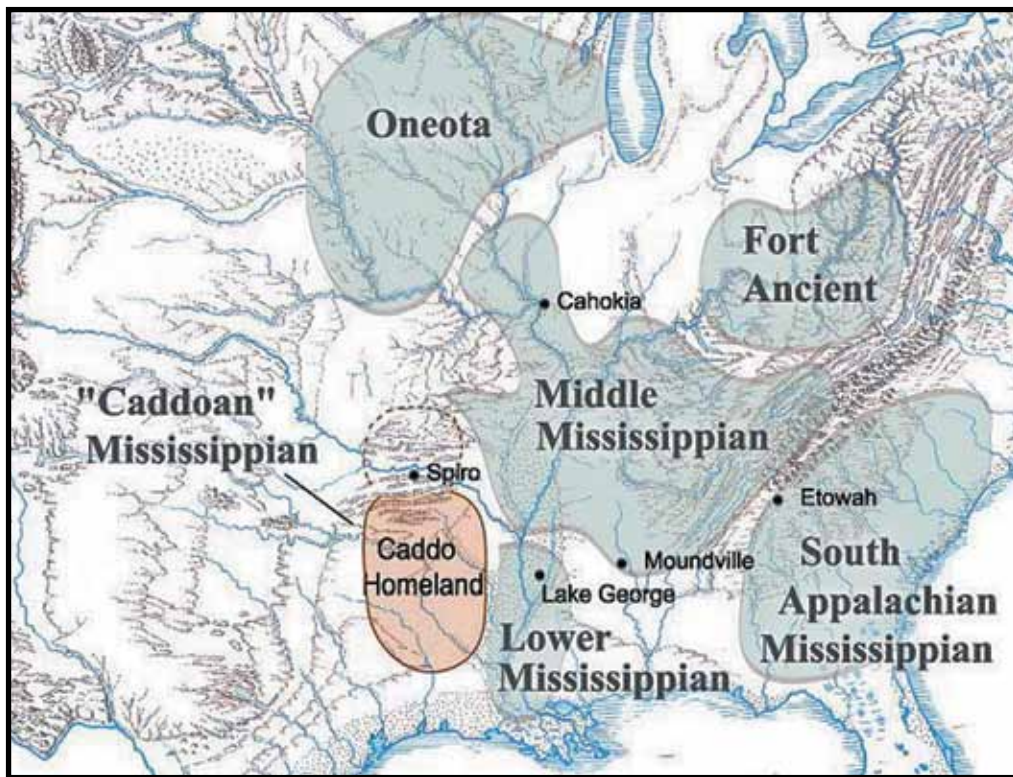 Oneota
Fort
Ancient
Cahokia
"Caddoan"
Mississippian
Middle
Mississippian
Spiro
Etowah
Caddo
Homeland
Moundville
Lake George
South
Appalachian
Mississippian
Lower
Mississippian